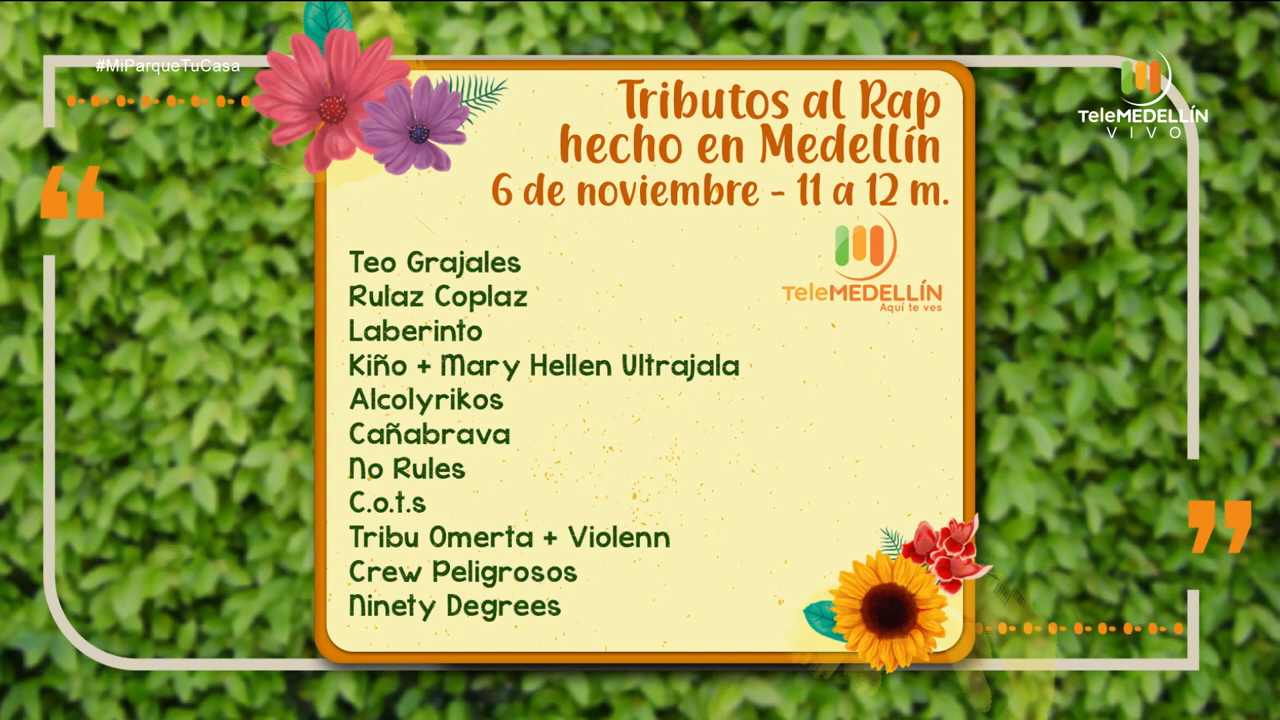 #MiParqueTuCasa
TeleMEDELLÍN
VIVO
Tributos al Rap
hecho en Medellín
6 de noviembre - 11 a 12 m.
TeleMEDELLÍN
Aquí te ves
Teo Grajales
Rulaz Coplaz
Laberinto
Kiño + Mary Hellen Ultrajala
Alcolyrikos
Cañabrava
No Rules
C.o.t.s
Tribu Omerta + Violenn
Crew Peligrosos
Ninety Degrees